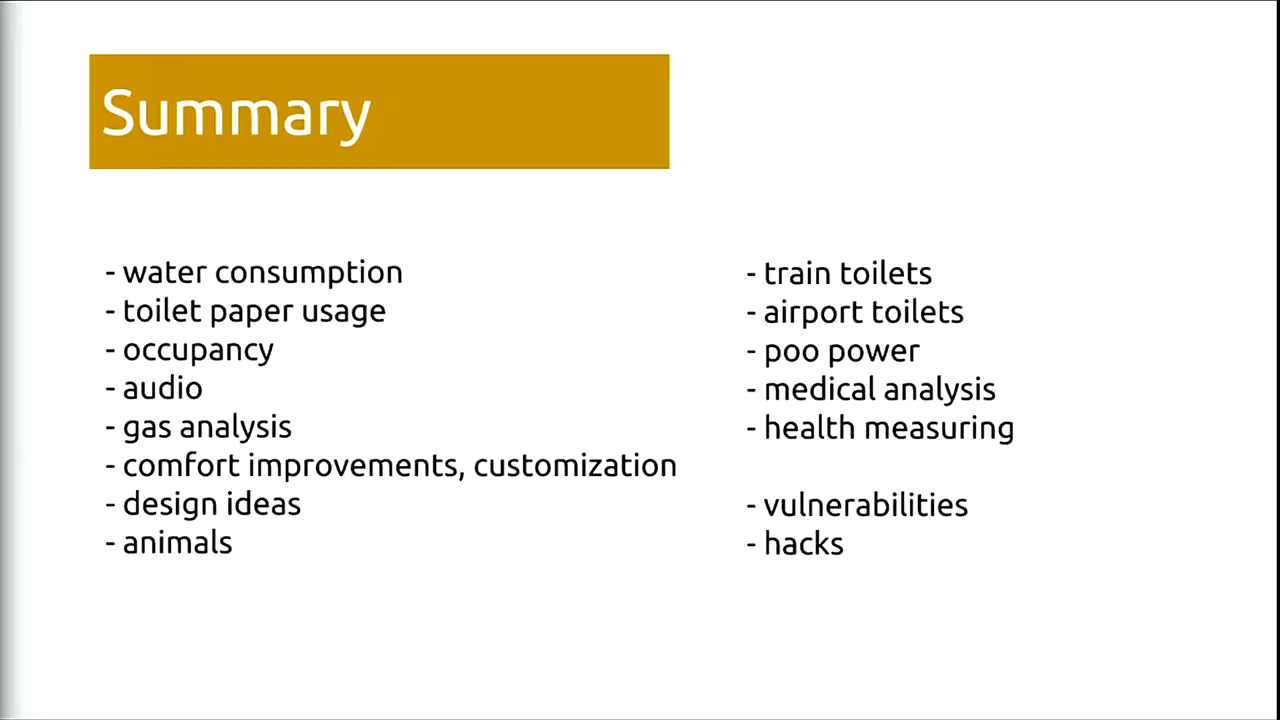 Summary
- water consumption
- toilet paper usage
- occupancy
- audio
- gas analysis
- comfort improvements, customization
- design ideas
- animals
- train toilets
- airport toilets
- poo power
- medical analysis
- health measuring
- vulnerabilities
- hacks